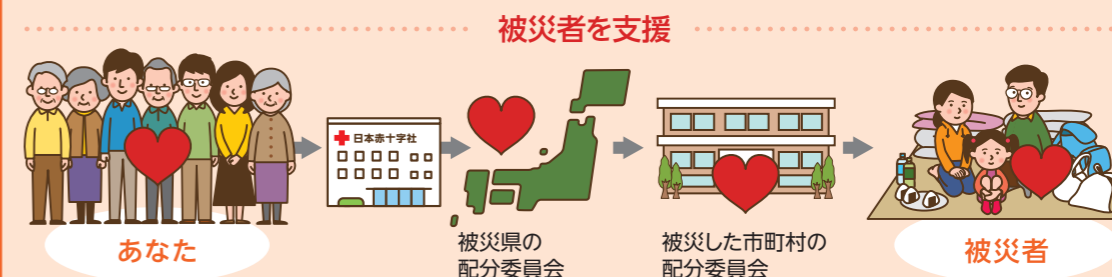 被災者を支援
日本赤十字社
あなた
被災県の
配分委員会
被災した市町村の
配分委員会
被災者